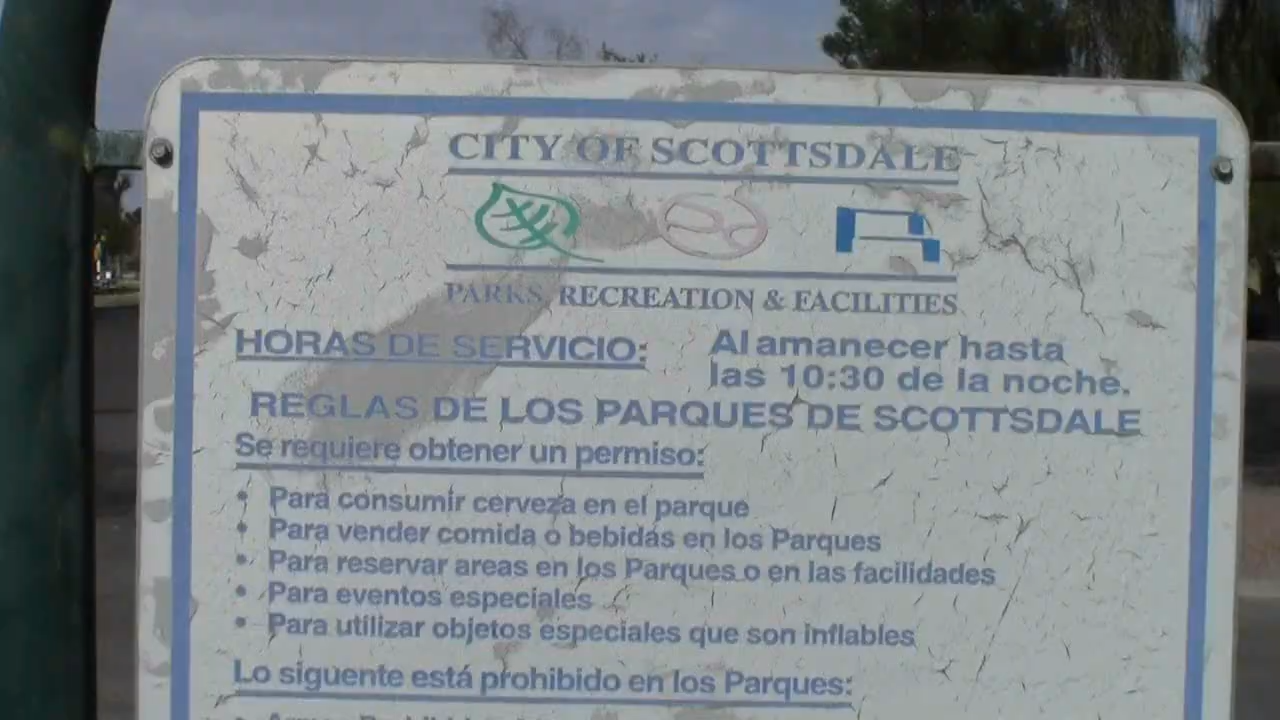 CITY OF SCOTTSDALE
PARKS, RECREATION & FACILITIES
HORAS DE SERVICIO: Al amanecer hasta
las 10:30 de la noche.
REGLAS DE LOS PARQUES DE SCOTTSDALE
Se requiere obtener un permiso:
• Para consumir cerveza en el parque
• Para vender comida o bebidas en los Parques
• Para reservar areas en los Parques o en las facilidades
• Para eventos especiales
• Para utilizar objetos especiales que son inflables
Lo siguente está prohibido en los Parques: